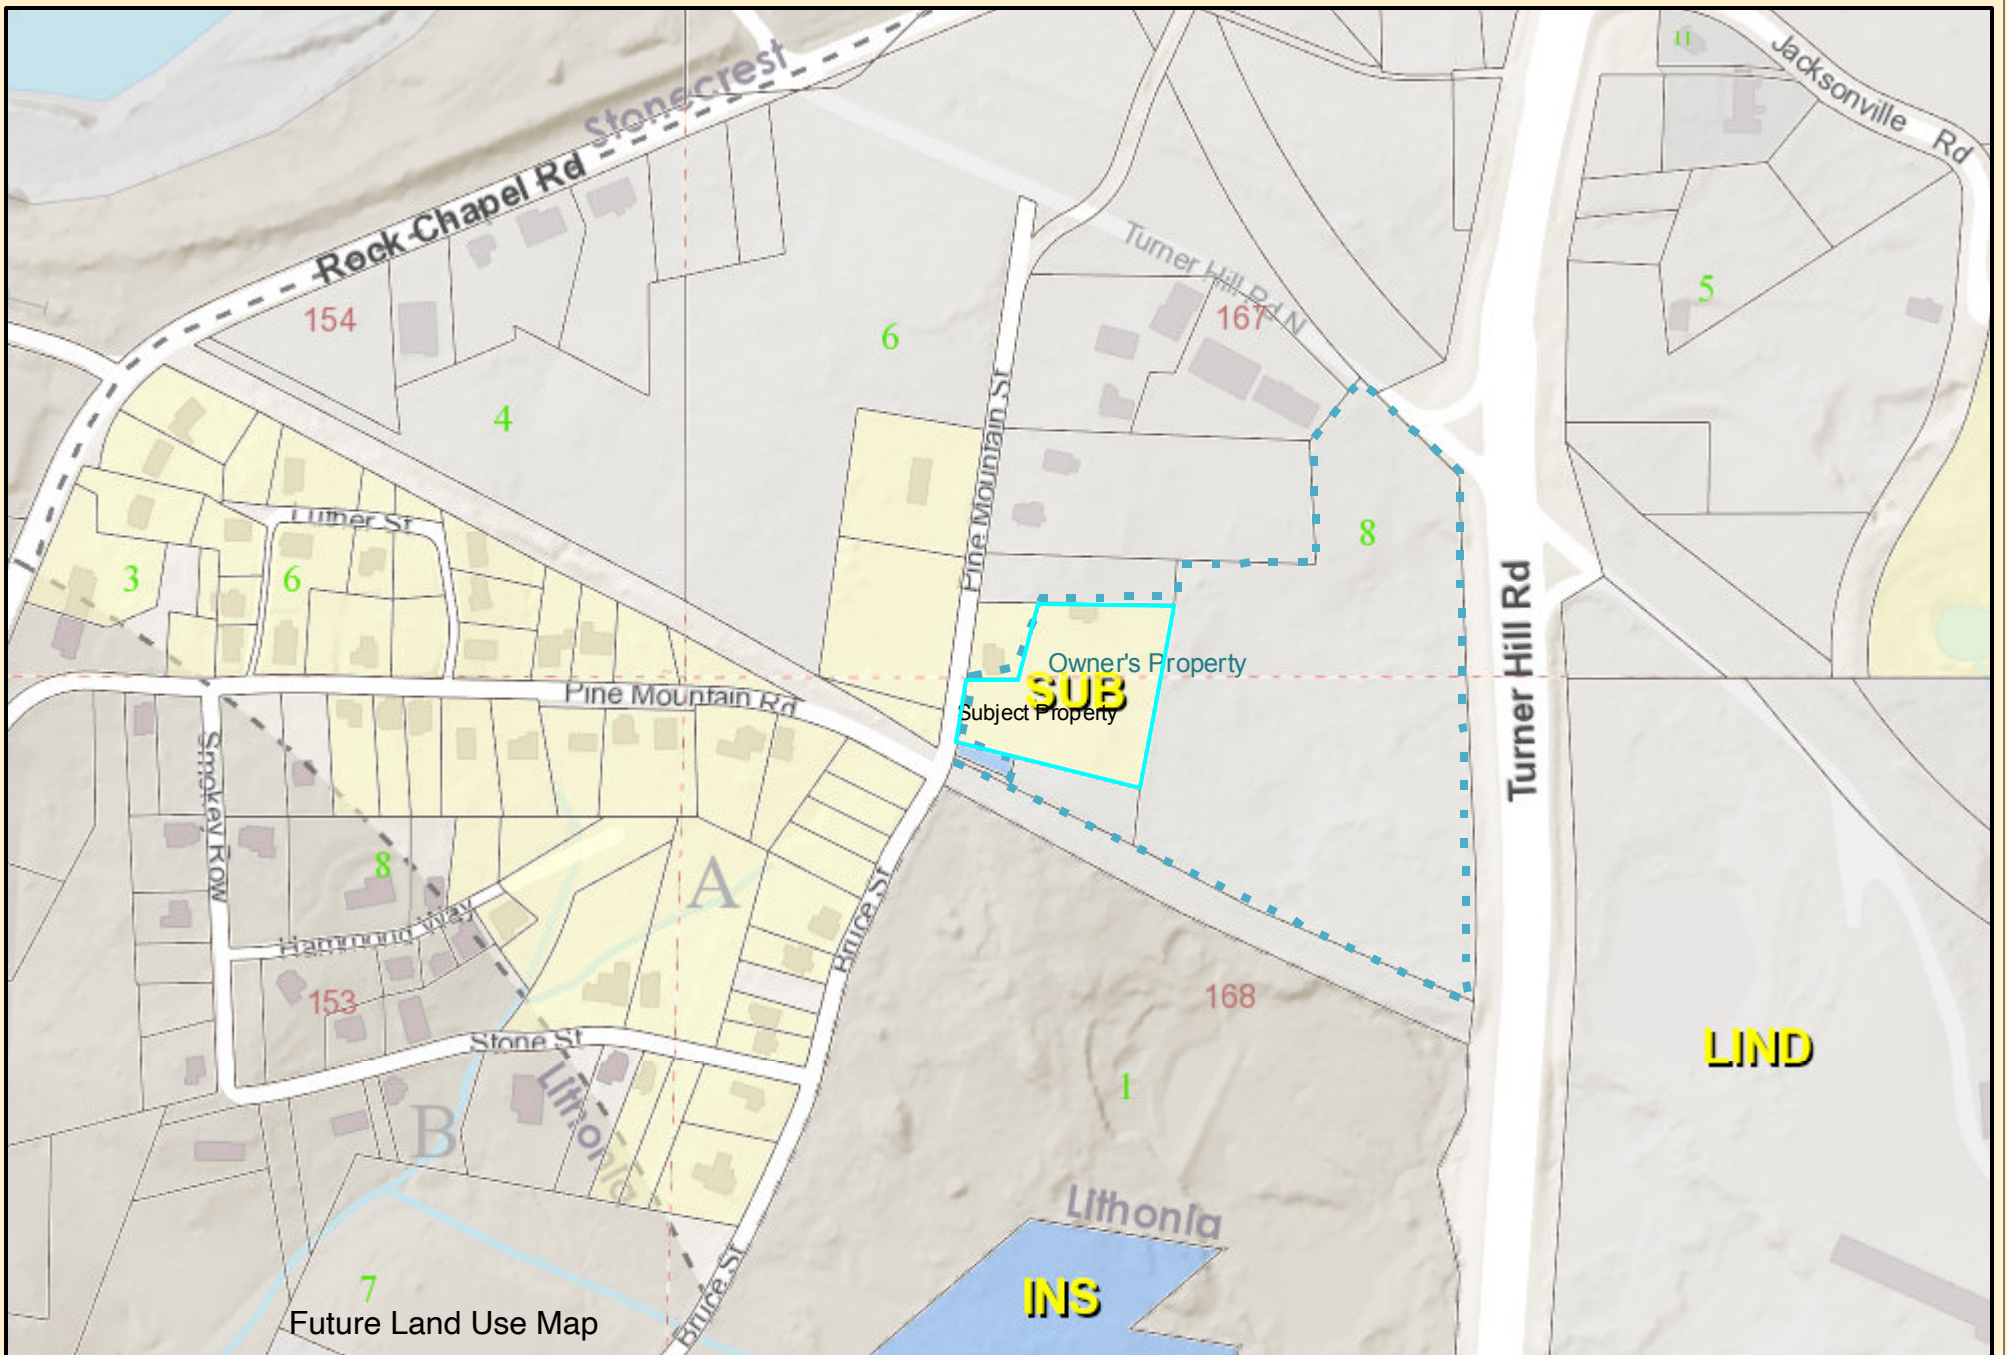 Stonecrest
11
Jacksonville Rd
Rock Chapel Rd
Turner Hill Rd N
154
167
5
6
4
Pine Mountain St
Luther St
8
3
6
Turner Hill Rd
Owner's Property
SUB
Subject Property
Pine Mountain Rd
Smokey Row
8
A
Bruce St
Hammond Way
153
168
Stone St
LIND
1
B
Lithonia
Lithonia
INS
7
Future Land Use Map
Bruce St